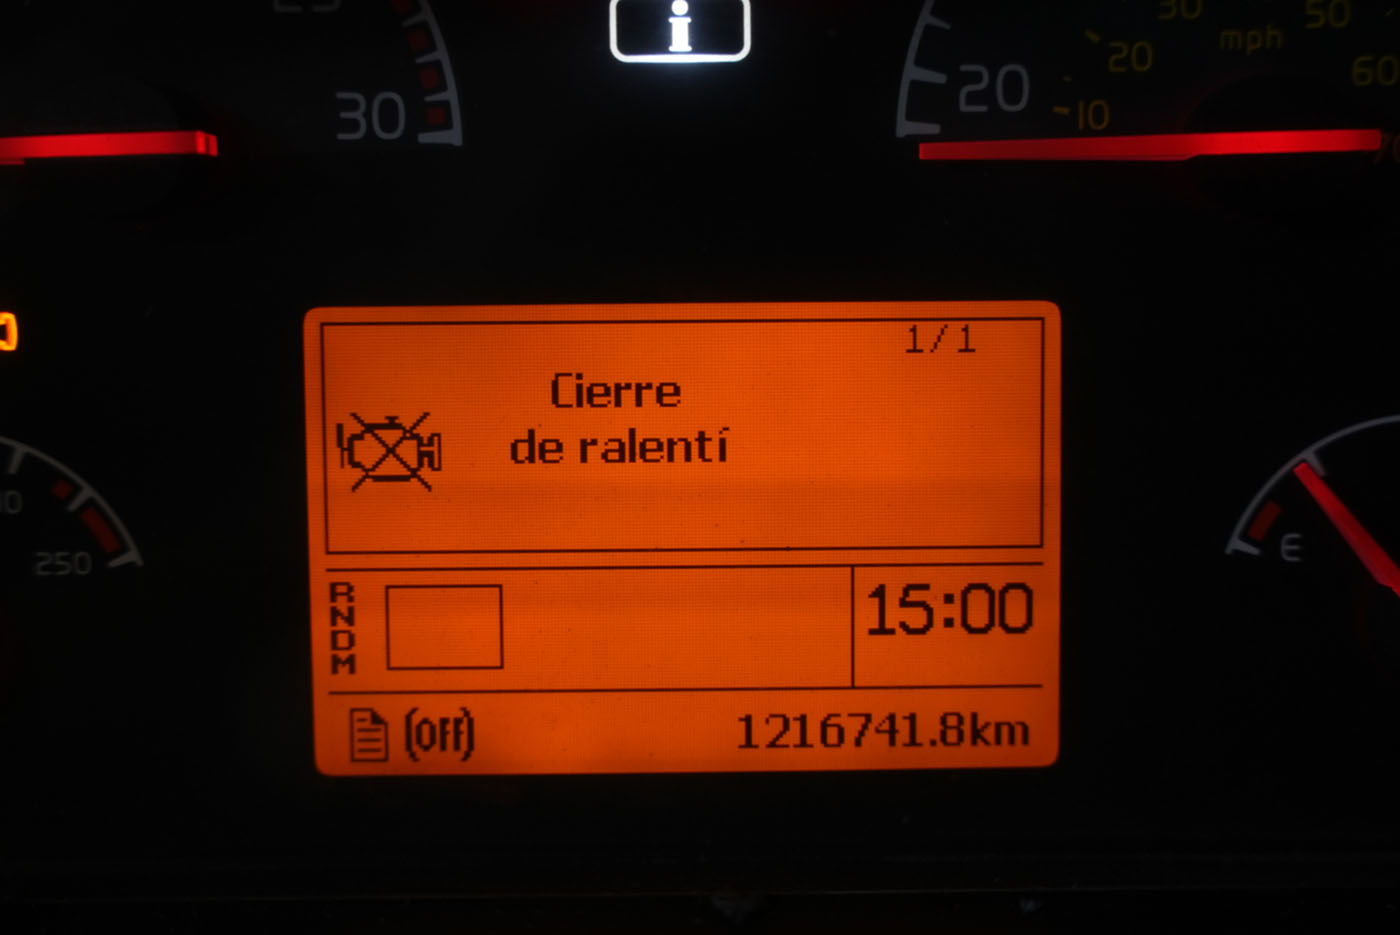 30
50
mph
20
60
10
20
30
i
1/1
Cierre
de ralentí
250
E
RNDM
15:00
(OFF)
1216741.8km